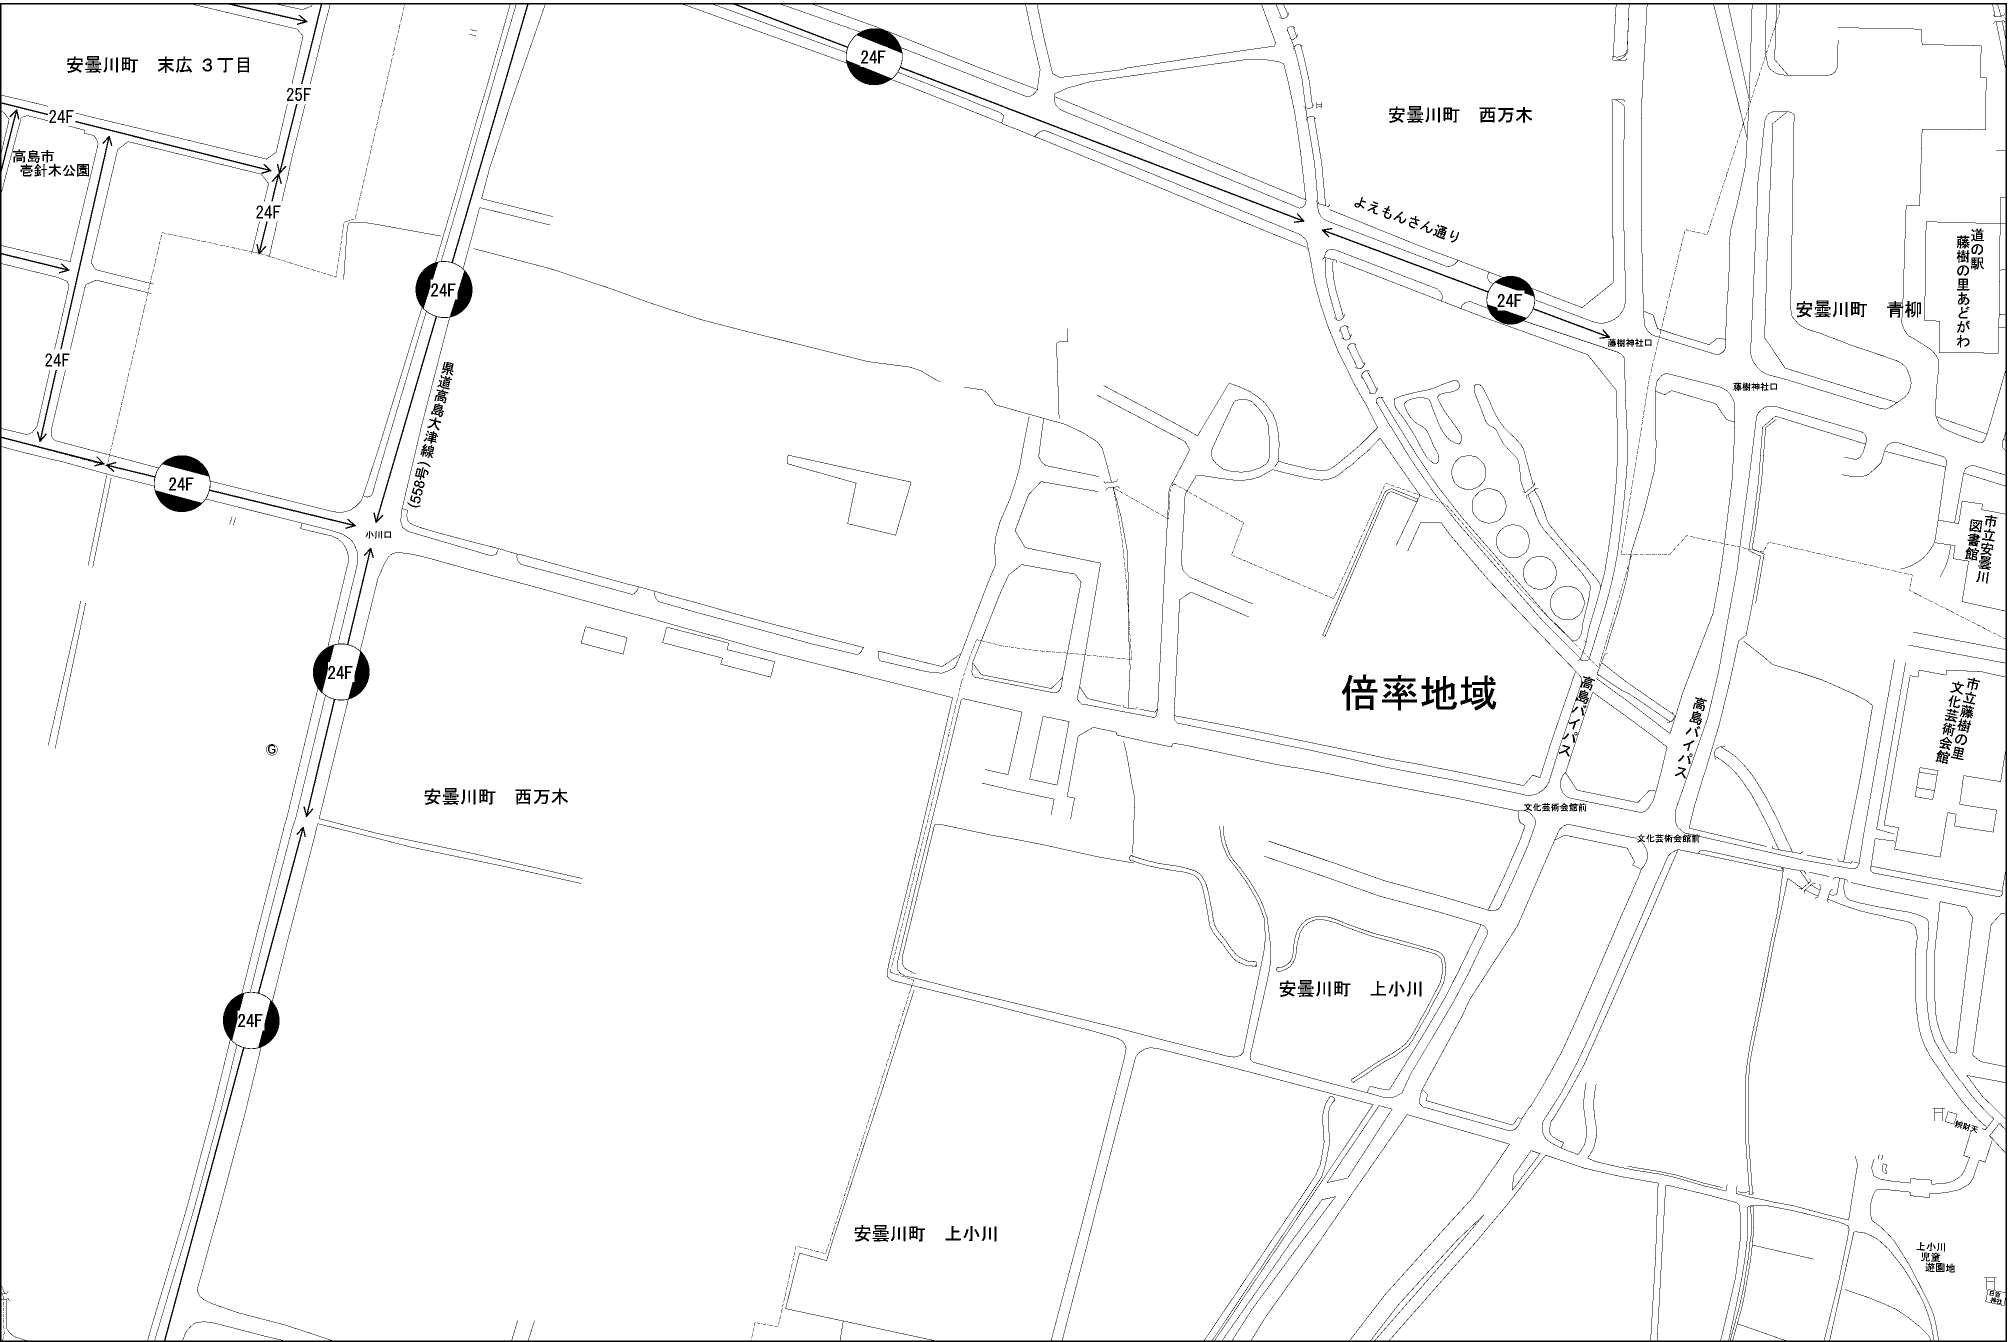 24F
安曇川町　末広 3丁目
25F
24F
安曇川町　西万木
高島市
壱針木公園
24F
よえもんさん通り
道の駅
藤樹の里あどがわ
24F
24F
安曇川町　青柳
藤樹神社口
24F
藤樹神社口
県道高島大津線
(558号)
24F
小川口
市立安曇川
図書館
24F
倍率地域
高島バイパス
高島バイパス
市立藤樹の里
文化芸術会館
G
安曇川町　西万木
文化芸術会館前
文化芸術会館前
安曇川町　上小川
24F
弁財天
安曇川町　上小川
上小川
児童
遊園地
日吉
神社